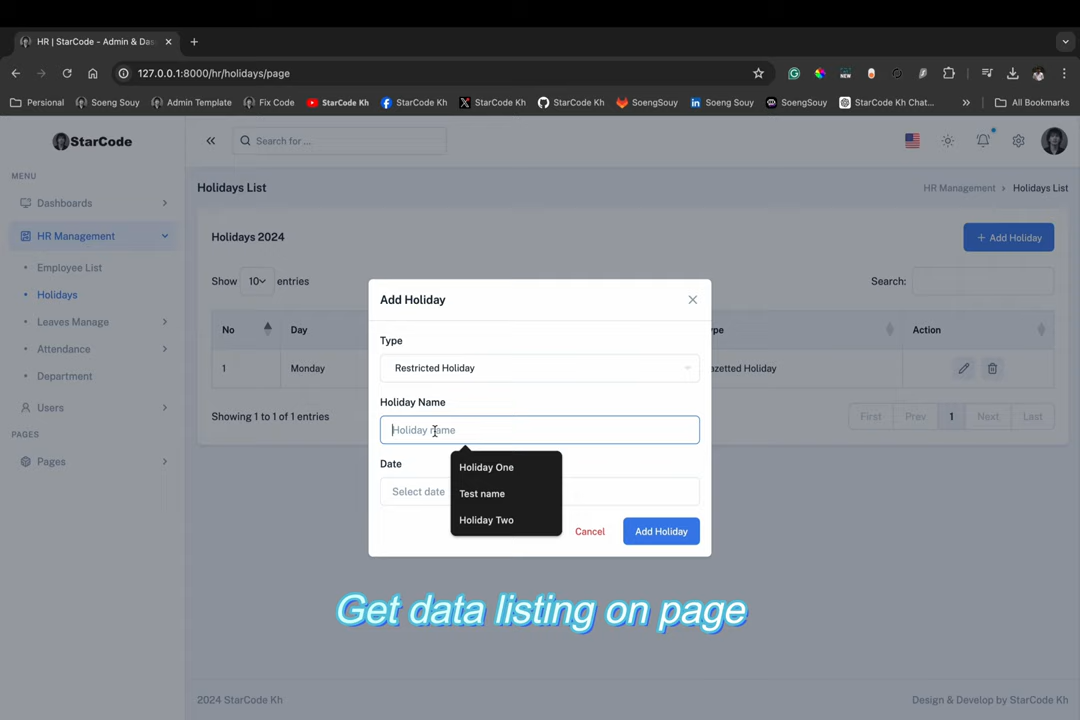 HR | StarCode - Admin & Das
127.0.0.1:8000/hr/holidays/page
NEW
Personal
Soeng Souy
Admin Template
Fix Code
StarCode Kh
StarCode Kh
StarCode Kh
StarCode Kh
SoengSouy
Soeng Souy
SoengSouy
StarCode Kh Chat...
All Bookmarks
StarCode
Search for ...
MENU
Dashboards
HR Management
Employee List
Holidays
Leaves Manage
Attendance
Department
Users
PAGES
Pages
Holidays List
HR Management
Holidays List
Holidays 2024
+ Add Holiday
Show 10 entries
Search:
No
Day
ype
Action
1
Monday
azetted Holiday
Showing 1 to 1 of 1 entries
First
Prev
1
Next
Last
Add Holiday
Type
Restricted Holiday
Holiday Name
Holiday name
Holiday One
Test name
Holiday Two
Date
Select date
Cancel
Add Holiday
Get data listing on page
2024 StarCode Kh
Design & Develop by StarCode Kh